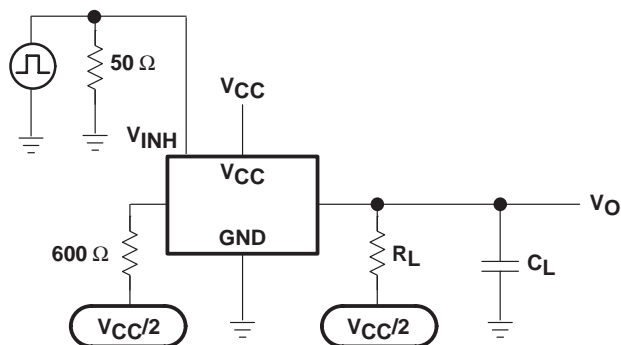 50 Ω
VCC
VINH
VCC
VO
GND
600 Ω
RL
CL
VCC/2
VCC/2